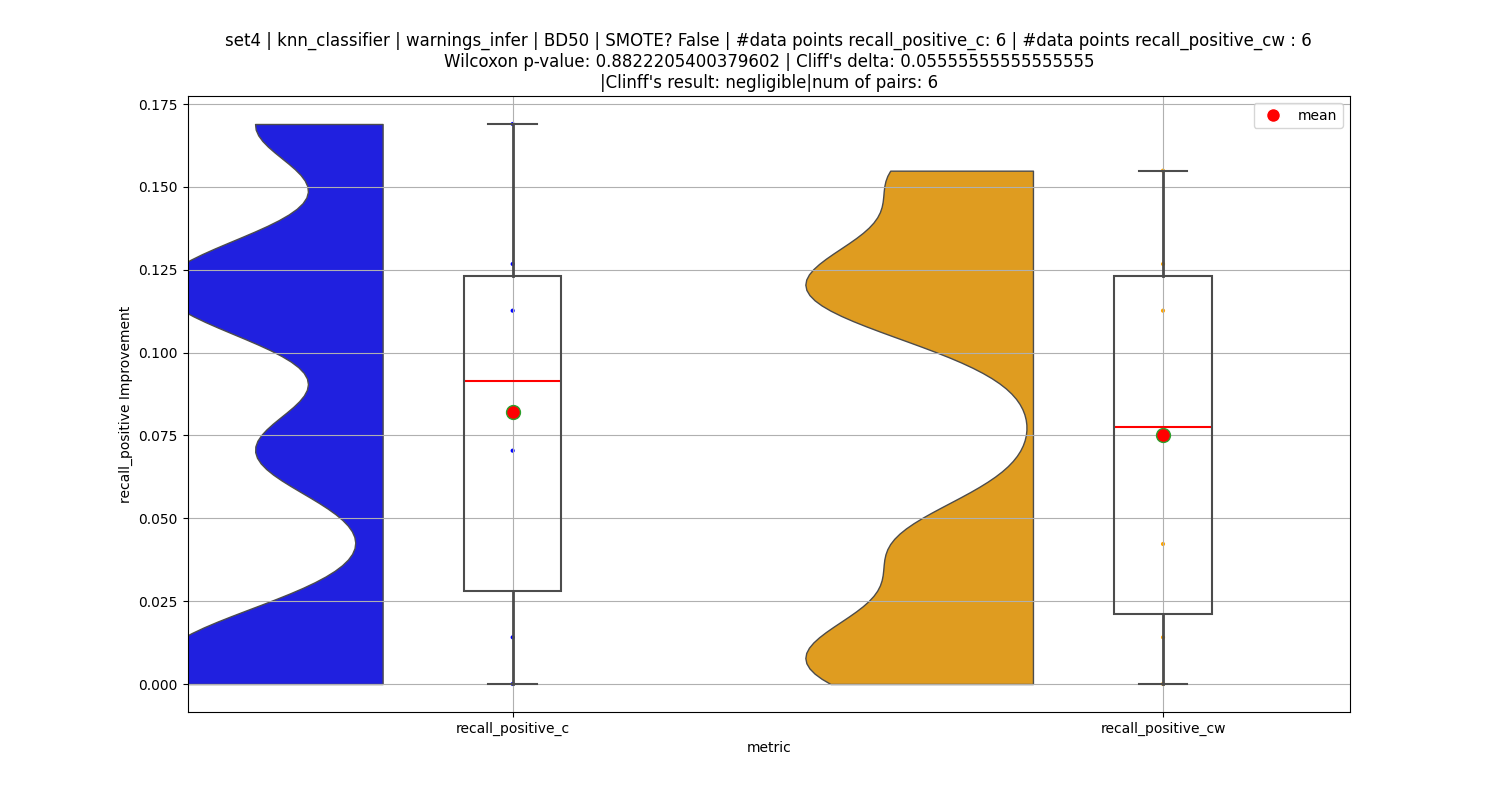 set4 | knn_classifier | warnings_infer | BD50 | SMOTE? False | #data points recall_positive_c: 6 | #data points recall_positive_cw : 6
Wilcoxon p-value: 0.8822205400379602 | Cliff's delta: 0.05555555555555555
|Clinff's result: negligible|num of pairs: 6
mean
0.175
0.150
0.125
0.100
0.075
0.050
0.025
0.000
recall_positive Improvement
recall_positive_c
recall_positive_cw
metric